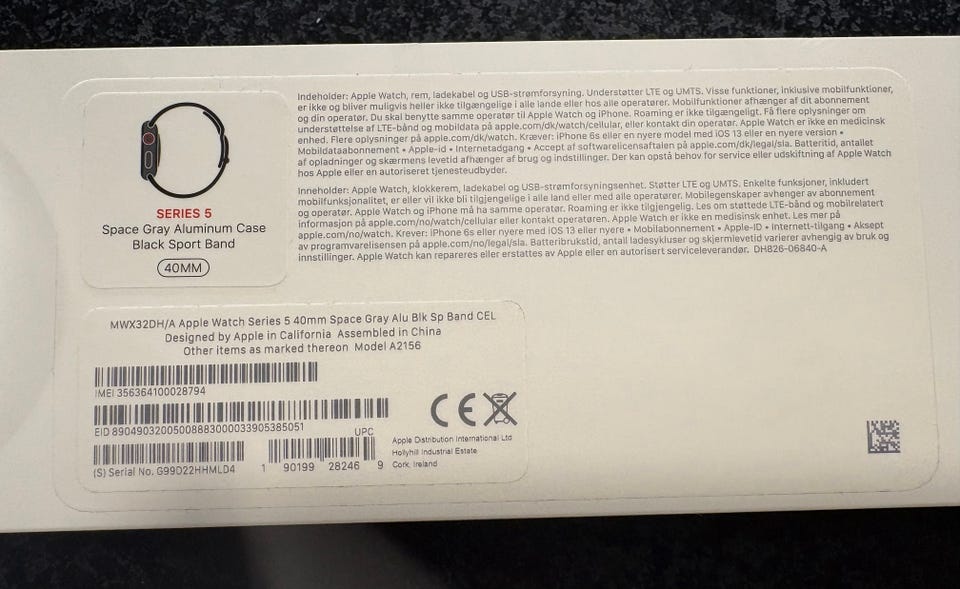 Indeholder: Apple Watch, rem, ladekabel og USB-strømforsyning. Understøtter LTE og UMTS. Visse funktioner, inklusive mobilfunktioner,
er ikke og bliver muligvis heller ikke tilgængelige i alle lande eller hos alle operatører. Mobilfunktioner afhænger af dit abonnement
og din operatør. Du skal benytte samme operatør til Apple Watch og iPhone. Roaming er ikke tilgængeligt. Få flere oplysninger om
understøttelse af LTE-bånd og mobildata på apple.com/dk/watch/cellular, eller kontakt din operatør. Apple Watch er ikke en medicinsk
enhed. Flere oplysninger på apple.com/dk/watch. Kræver: iPhone 6s eller en nyere model med iOS 13 eller en nyere version •
Mobildataabonnement • Apple-id • Internetadgang • Accept af softwarelicensaftalen på apple.com/dk/legal/sla. Batteritid, antallet
af opladninger og skærmens levetid afhænger af brug og indstillinger. Der kan opstå behov for service eller udskiftning af Apple Watch
hos Apple eller en autoriseret tjenesteudbyder.
Inneholder: Apple Watch, klokkerem, ladekabel og USB-strømforsyningsenhet. Støtter LTE og UMTS. Enkelte funksjoner, inkludert
mobilfunksjonalitet, er eller vil ikke bli tilgjengelige i alle land eller med alle operatører. Mobilegenskaper avhenger av abonnement
og operatør. Apple Watch og iPhone må ha samme operatør. Roaming er ikke tilgjengelig. Les om støttede LTE-bånd og mobilrelatert
informasjon på apple.com/no/watch/cellular eller kontakt operatøren. Apple Watch er ikke en medisinsk enhet. Les mer på
apple.com/no/watch. Krever: iPhone 6s eller nyere med iOS 13 eller nyere • Mobilabonnement • Apple-ID • Internett-tilgang • Aksept
av programvarelisensen på apple.com/no/legal/sla. Batteribrukstid, antall ladesykluser og skjermlevetid varierer avhengig av bruk og
innstillinger. Apple Watch kan repareres eller erstattes av Apple eller en autorisert serviceleverandør. DH826-06840-A
SERIES 5
Space Gray Aluminum Case
Black Sport Band
40MM
MWX32DH/A Apple Watch Series 5 40mm Space Gray Alu Blk Sp Band CEL
Designed by Apple in California Assembled in China
Other items as marked thereon Model A2156
IMEI 356364100028794
EID 89049032005008883000033905385051
UPC
(S) Serial No. G99D22HHMLD4
1 90199 28246 9
CE
Apple Distribution International Ltd
Hollyhill Industrial Estate
Cork, Ireland